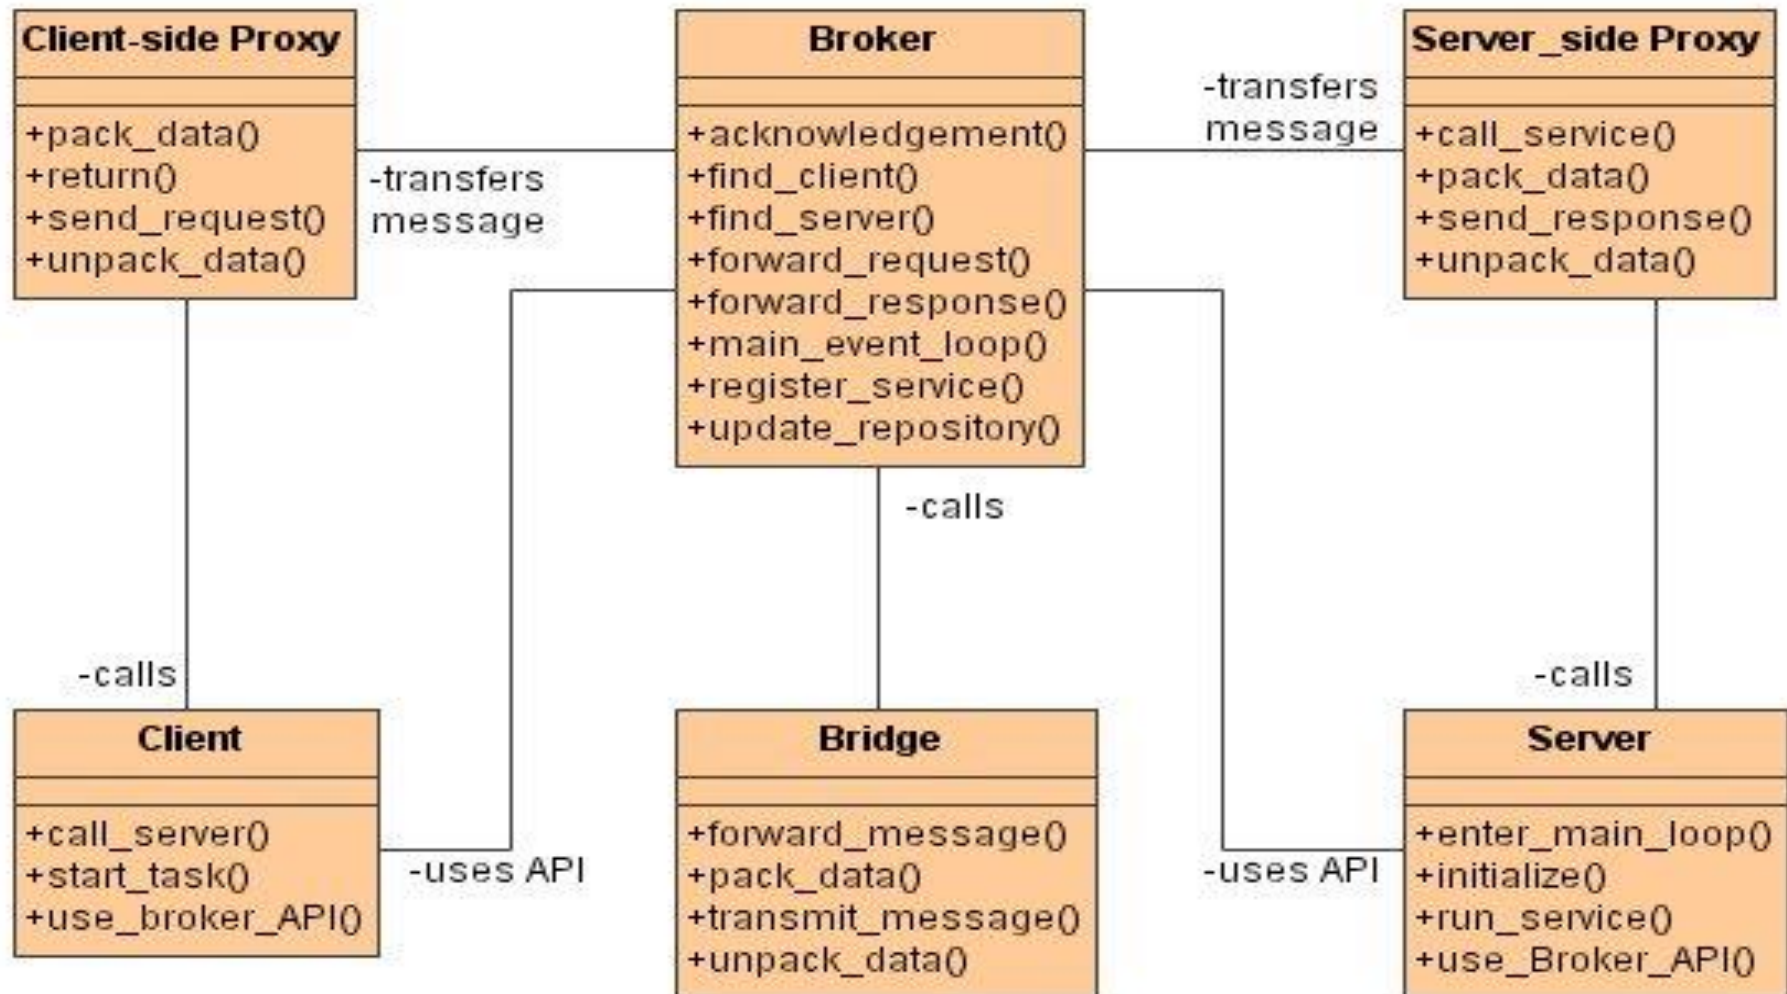 Client-side Proxy
+pack_data()
+return()
+send_request()
+unpack_data()
-transfers
message
Broker
+acknowledgement()
+find_client()
+find_server()
+forward_request()
+forward_response()
+main_event_loop()
+register_service()
+update_repository()
-transfers
message
Server_side Proxy
+call_service()
+pack_data()
+send_response()
+unpack_data()
-calls
-calls
-calls
Client
+call_server()
+start_task()
+use_broker_API()
-uses API
Bridge
+forward_message()
+pack_data()
+transmit_message()
+unpack_data()
-uses API
Server
+enter_main_loop()
+initialize()
+run_service()
+use_Broker_API()